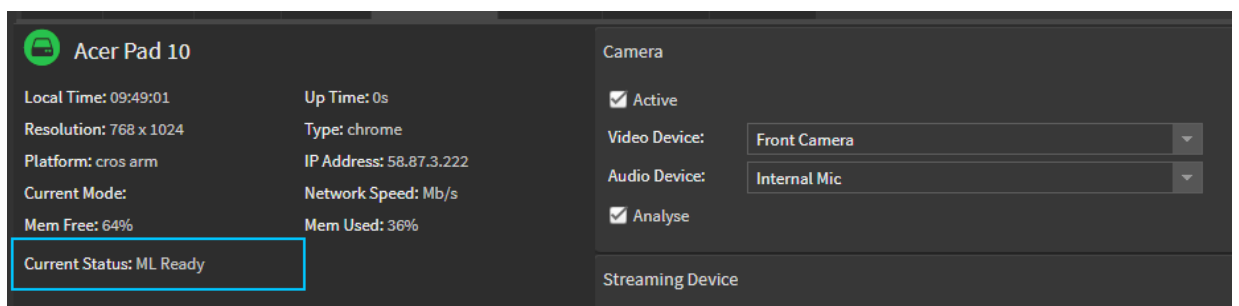 Acer Pad 10
Local Time: 09:49:01
Up Time: 0s
Resolution: 768 x 1024
Type: chrome
Platform: cros arm
IP Address: 58.87.3.222
Current Mode:
Network Speed: Mb/s
Mem Free: 64%
Mem Used: 36%
Current Status: ML Ready
Camera
Active
Video Device: Front Camera
Audio Device: Internal Mic
Analyse
Streaming Device